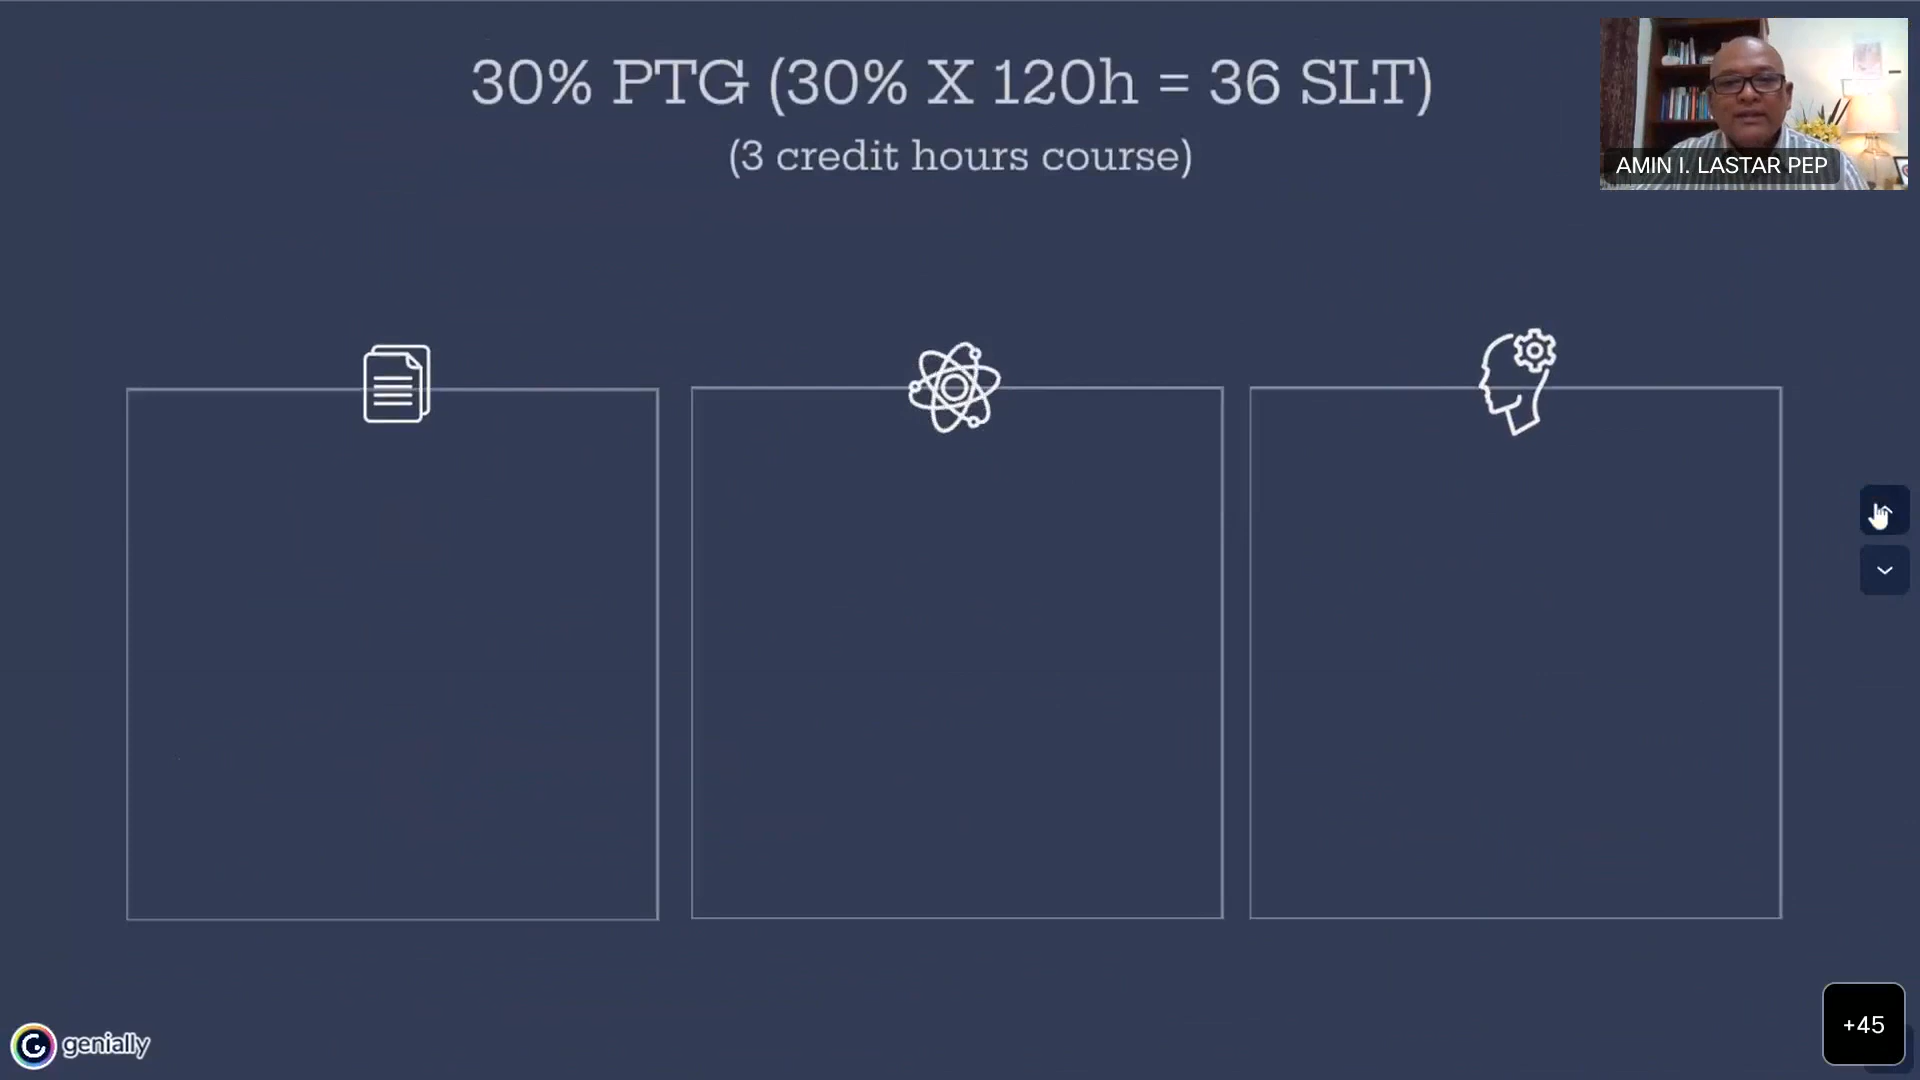 30% PTG (30% X 120h = 36 SLT)
(3 credit hours course)
AMIN I. LASTAR PEP
+45
genially